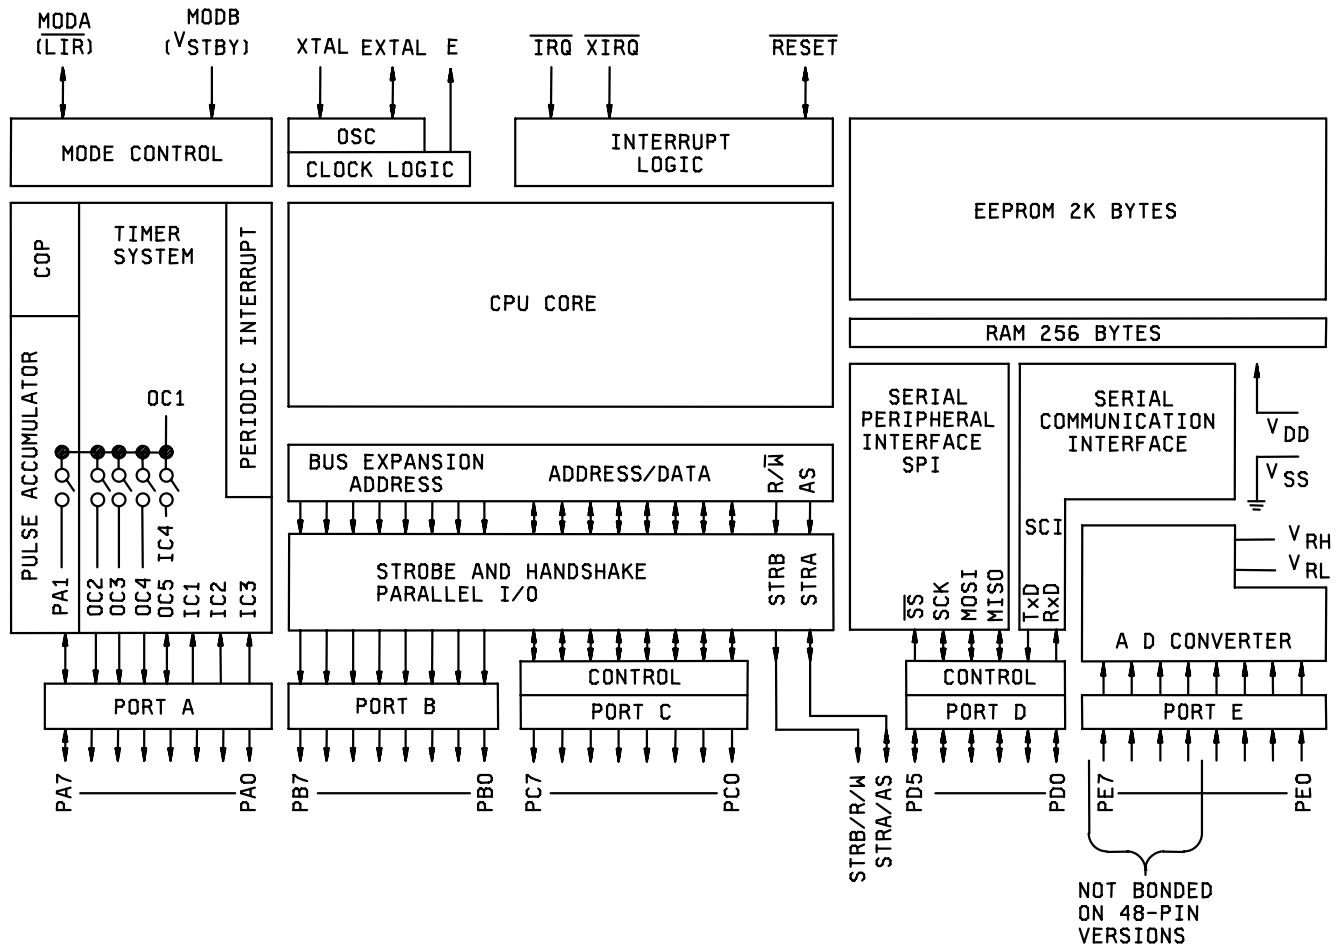 MODA
(LIR)
MODB
(VSTBY)
XTAL EXTAL E
IRQ XIRQ
RESET
MODE CONTROL
OSC
CLOCK LOGIC
INTERRUPT
LOGIC
EEPROM 2K BYTES
COP
TIMER
SYSTEM
PERIODIC INTERRUPT
CPU CORE
RAM 256 BYTES
PULSE ACCUMULATOR
OC1
SERIAL
PERIPHERAL
INTERFACE
SPI
SERIAL
COMMUNICATION
INTERFACE
VDD
VSS
BUS EXPANSION
ADDRESS
ADDRESS/DATA
R/W
AS
IC4
SCI
VRH
VRL
PA1
OC2
OC3
OC4
OC5
IC1
IC2
IC3
STROBE AND HANDSHAKE
PARALLEL I/O
STRB
STRA
SS
SCK
MOSI
MISO
TxD
RxD
A D CONVERTER
CONTROL
CONTROL
PORT A
PORT B
PORT C
PORT D
PORT E
PA7
PA0
PB7
PB0
PC7
PC0
STRB/R/W
STRA/AS
PD5
PD0
PE7
PE0
NOT BONDED
ON 48-PIN
VERSIONS